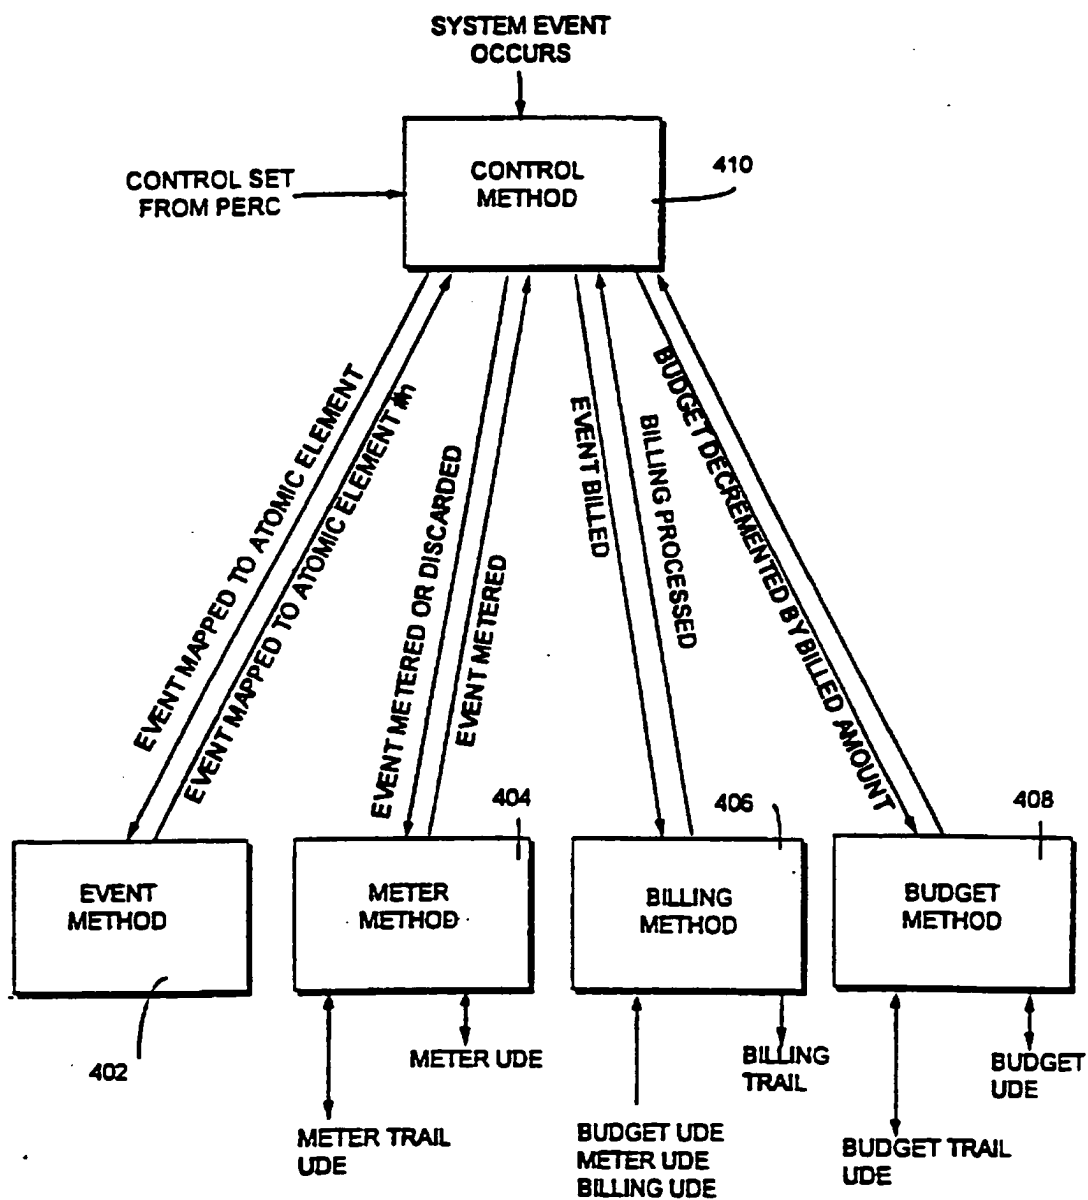 SYSTEM EVENT
OCCURS
CONTROL
METHOD
410
CONTROL SET
FROM PERC
EVENT MAPPED TO ATOMIC ELEMENT
EVENT MAPPED TO ATOMIC ELEMENT #n
EVENT METERED OR DISCARDED
EVENT METERED
EVENT BILLED
BILLING PROCESSED
BUDGET DECREMENTED BY BILLED AMOUNT
404
406
408
EVENT
METHOD
METER
METHOD
BILLING
METHOD
BUDGET
METHOD
402
METER UDE
BILLING
TRAIL
BUDGET
UDE
METER TRAIL
UDE
BUDGET UDE
METER UDE
BILLING UDE
BUDGET TRAIL
UDE